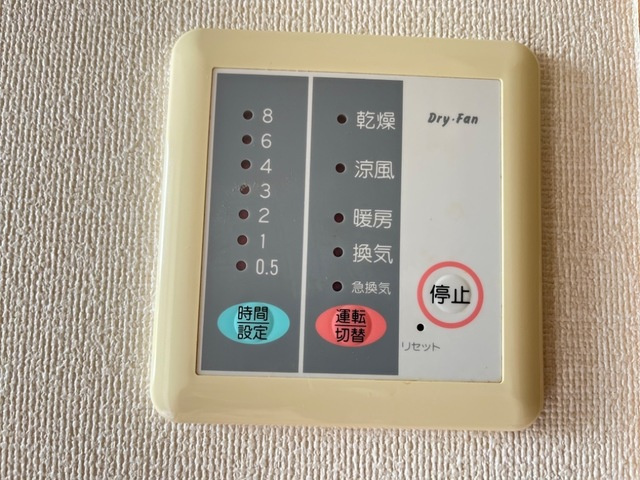 8
6
4
3
2
1
0.5
時間
設定
乾燥
涼風
暖房
換気
急換気
運転
切替
Dry・Fan
停止
リセット